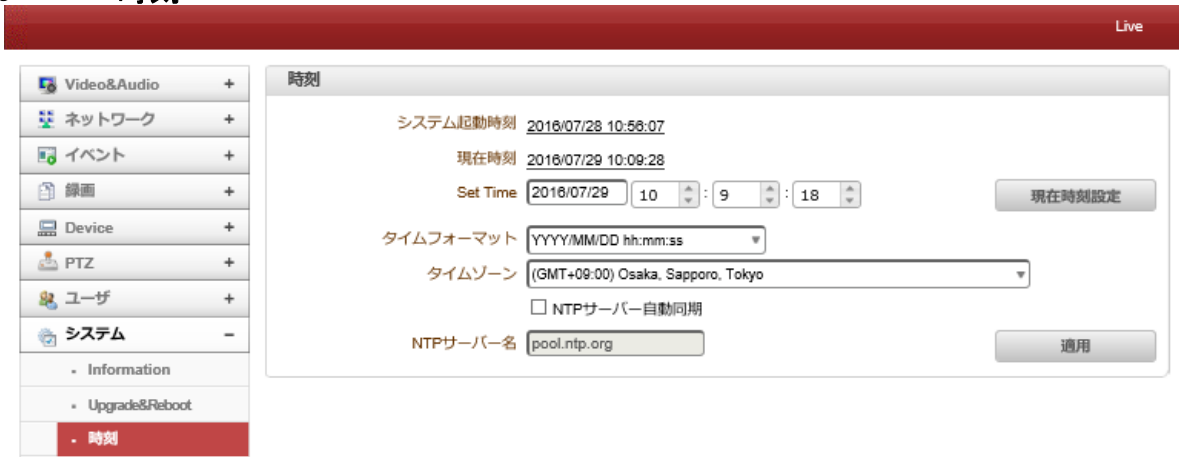 Live
Video&Audio +
ネットワーク +
イベント +
録画 +
Device +
PTZ +
ユーザ +
システム -
- Information
- Upgrade&Reboot
- 時刻
時刻
システム起動時刻 2016/07/28 10:56:07
現在時刻 2016/07/29 10:09:28
Set Time 2016/07/29 10 : 9 : 18 現在時刻設定
タイムフォーマット YYYY/MM/DD hh:mm:ss
タイムゾーン (GMT+09:00) Osaka, Sapporo, Tokyo
NTPサーバー自動同期
NTPサーバー名 pool.ntp.org 適用